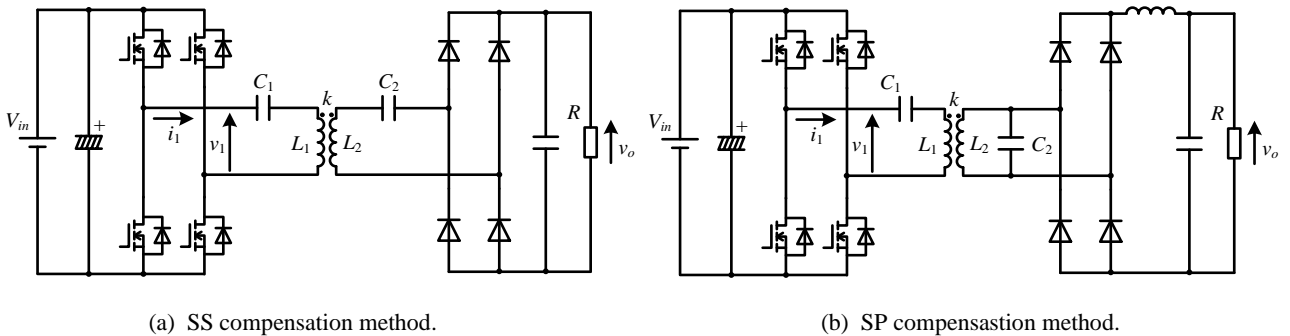 V_in + i_1 v_1 C_1 k L_1 L_2 C_2 R v_o
V_in + i_1 v_1 C_1 k L_1 L_2 C_2 R v_o
(a) SS compensation method.
(b) SP compensastion method.